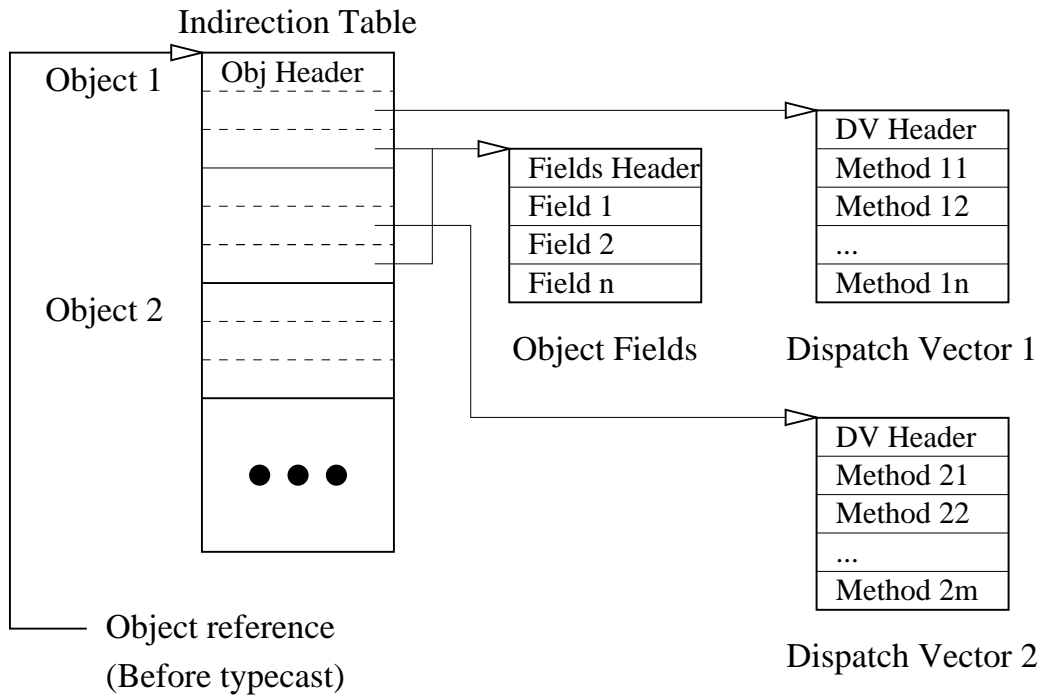 Indirection Table
Object 1
Obj Header
DV Header
Method 11
Method 12
...
Method 1n
Fields Header
Field 1
Field 2
Field n
Object 2
Object Fields
Dispatch Vector 1
DV Header
Method 21
Method 22
...
Method 2m
Object reference
(Before typecast)
Dispatch Vector 2